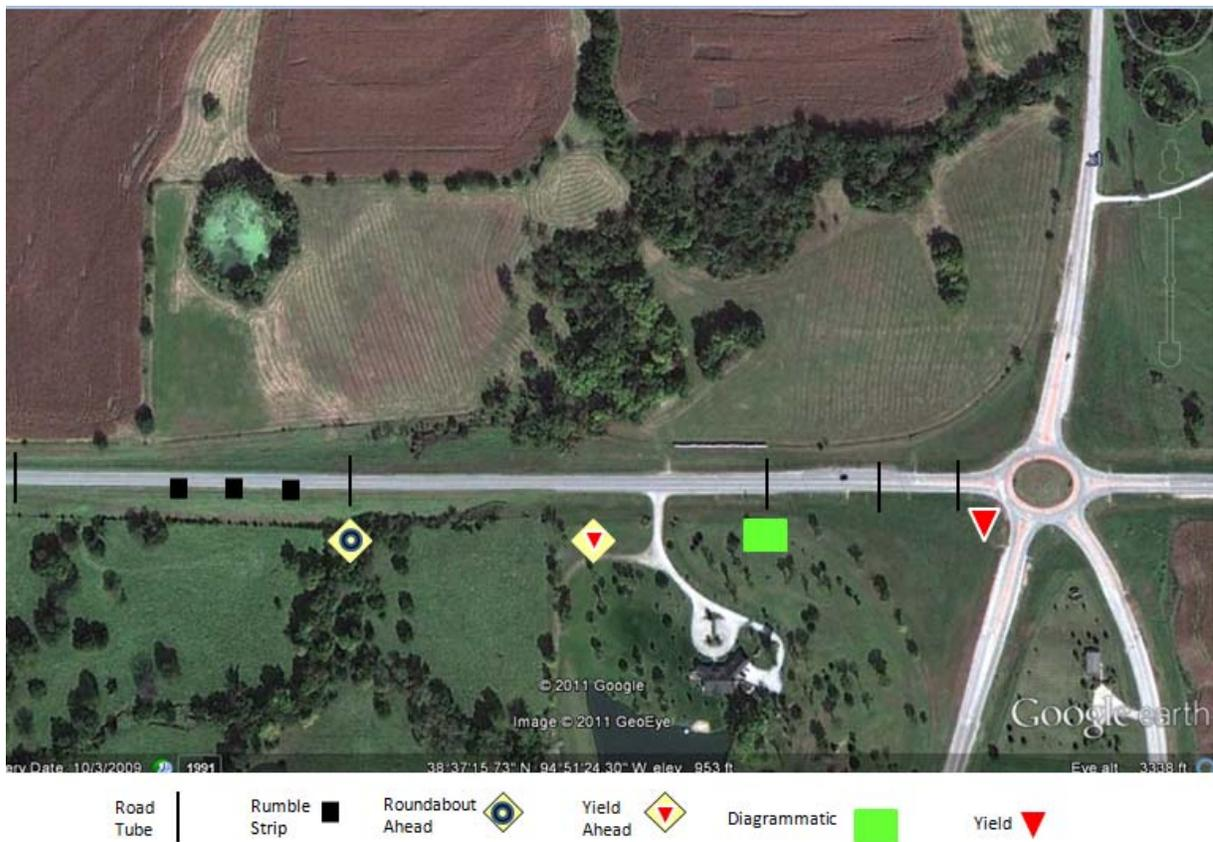 © 2011 Google
Image © 2011 GeoEye
Google earth
ery Date 10/3/2009 1991 38°37'15.73" N 94°51'24.30" W elev 953 ft Eye alt 3338 ft
Road
Tube
Rumble
Strip
Roundabout
Ahead
Yield
Ahead
Diagrammatic
Yield